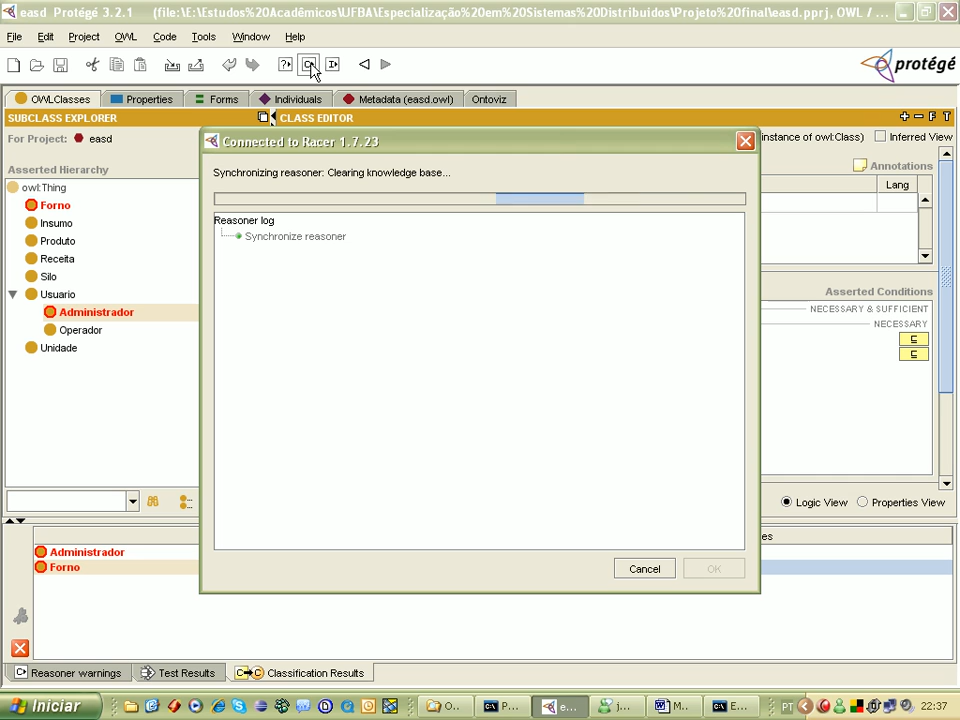 easd Protégé 3.2.1 (file:\E:\Estudos%20Acadêmicos\UFBA\Especialização%20em%20Sistemas%20Distribuidos\Projeto%20final\easd.pprj, OWL / ...
File Edit Project OWL Code Tools Window Help
protégé
OWLClasses Properties Forms Individuals Metadata (easd.owl) Ontoviz
SUBCLASS EXPLORER
CLASS EDITOR
For Project: easd
instance of owl:Class) Inferred View
Connected to Racer 1.7.23
Annotations
Asserted Hierarchy
Lang
owl:Thing
Forno
Insumo
Produto
Receita
Silo
Usuario
Administrador
Operador
Unidade
Synchronizing reasoner: Clearing knowledge base...
Reasoner log
Synchronize reasoner
Asserted Conditions
NECESSARY & SUFFICIENT
NECESSARY
Logic View Properties View
Cancel OK
es
Administrador
Forno
Reasoner warnings Test Results Classification Results
Iniciar O... P... e... j... M... E... PT 22:37